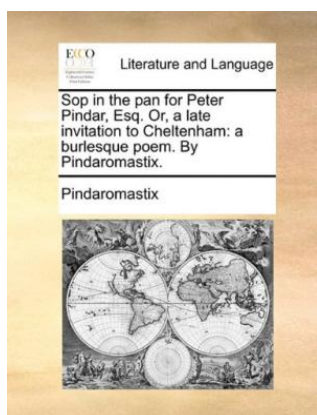 ECCO
Literature and Language
Sop in the pan for Peter
Pindar, Esq. Or, a late
invitation to Cheltenham: a
burlesque poem. By
Pindaromastix.
Pindaromastix